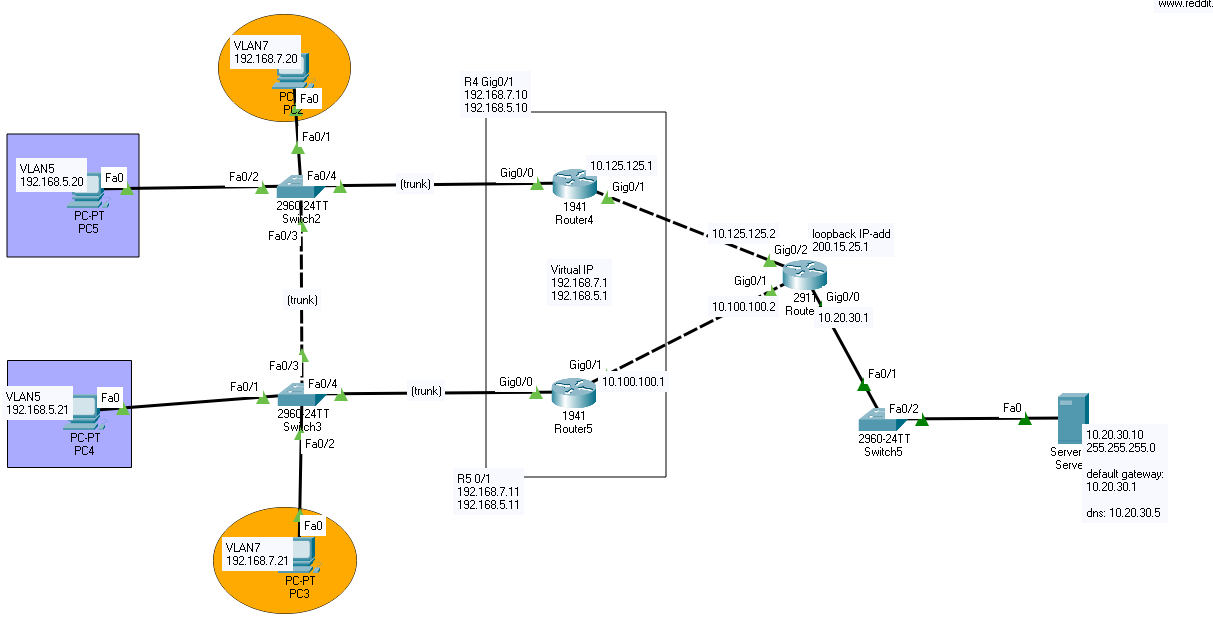 www.reddit.
VLAN7
192.168.7.20
PC
Fa0
PC2
Fa0/1
R4 Gig0/1
192.168.7.10
192.168.5.10
VLAN5
192.168.5.20
Fa0
PC-PT
PC5
Fa0/2
Fa0/4
2960-24TT
Switch2
Fa0/3
(trunk)
Gig0/0
10.125.125.1
Gig0/1
1941
Router4
10.125.125.2
Gig0/2
loopback IP-add
200.15.25.1
Virtual IP
192.168.7.1
192.168.5.1
(trunk)
Gig0/1
2911
Route
Gig0/0
10.20.30.1
10.100.100.2
Fa0/3
Fa0/1
Fa0/4
2960-24TT
Switch3
Fa0/2
(trunk)
Gig0/0
Gig0/1
10.100.100.1
1941
Router5
VLAN5
192.168.5.21
Fa0
PC-PT
PC4
Fa0/1
Fa0/2
2960-24TT
Switch5
Fa0
Server
Serve
10.20.30.10
255.255.255.0
default gateway:
10.20.30.1
dns: 10.20.30.5
R5 0/1
192.168.7.11
192.168.5.11
Fa0
VLAN7
192.168.7.21
PC-PT
PC3